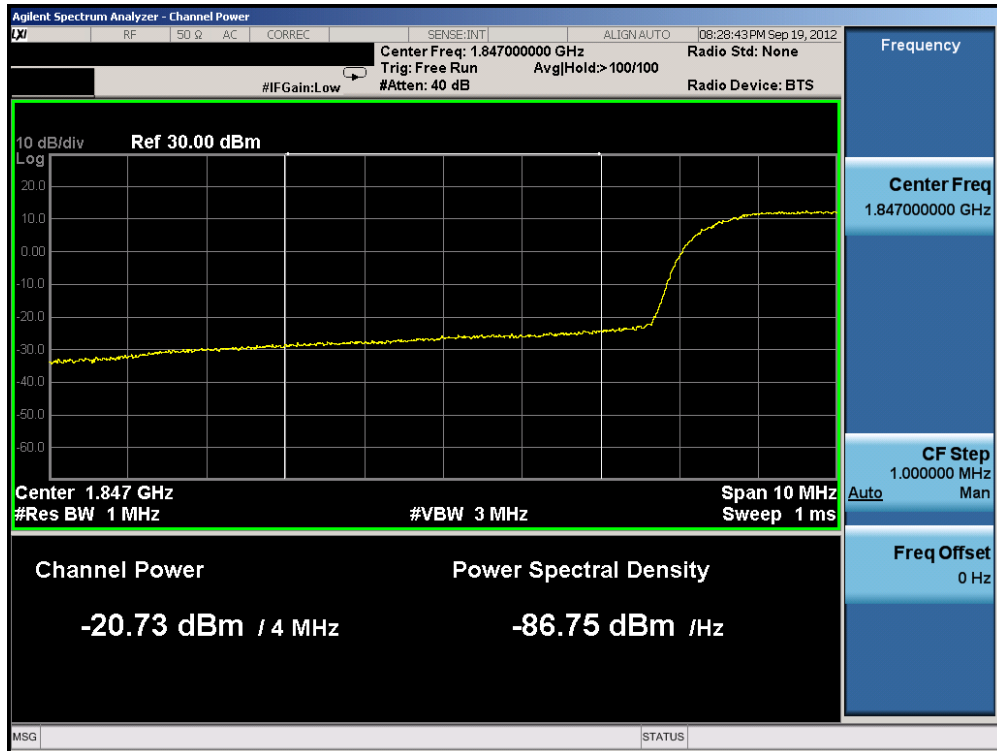 Agilent Spectrum Analyzer - Channel Power
LXI RF 50 Ω AC CORREC SENSE:INT ALIGN AUTO 08:28:43 PM Sep 19, 2012
Center Freq: 1.847000000 GHz Radio Std: None
Trig: Free Run Avg|Hold:> 100/100
#IFGain:Low #Atten: 40 dB Radio Device: BTS
Frequency
10 dB/div Ref 30.00 dBm
Log
20.0
10.0
0.00
-10.0
-20.0
-30.0
-40.0
-50.0
-60.0
Center 1.847 GHz Span 10 MHz
#Res BW 1 MHz #VBW 3 MHz Sweep 1 ms
Center Freq
1.847000000 GHz
CF Step
1.000000 MHz
Auto Man
Freq Offset
0 Hz
Channel Power Power Spectral Density
-20.73 dBm / 4 MHz -86.75 dBm /Hz
MSG STATUS